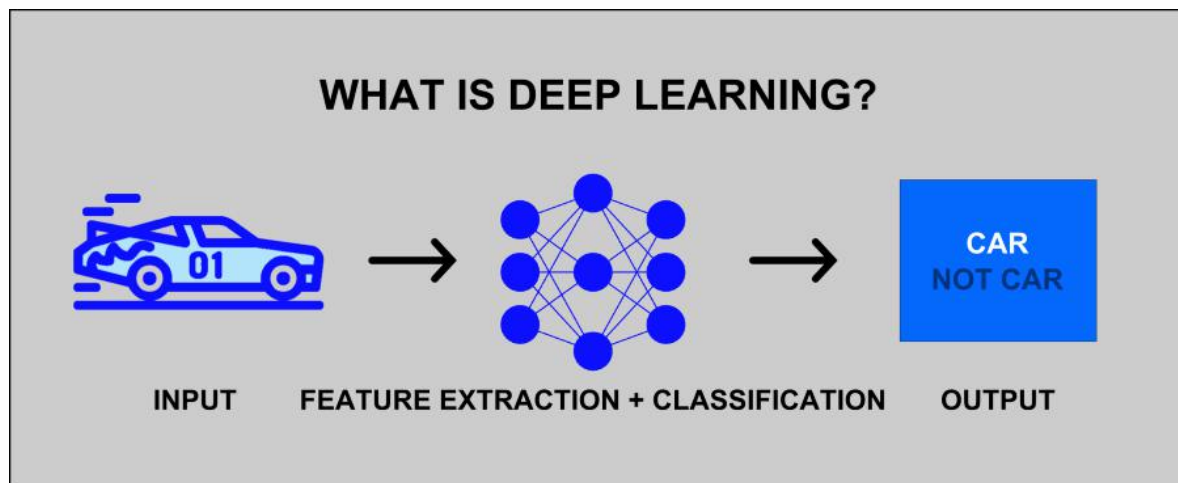 WHAT IS DEEP LEARNING?
01
CAR
NOT CAR
INPUT
FEATURE EXTRACTION + CLASSIFICATION
OUTPUT